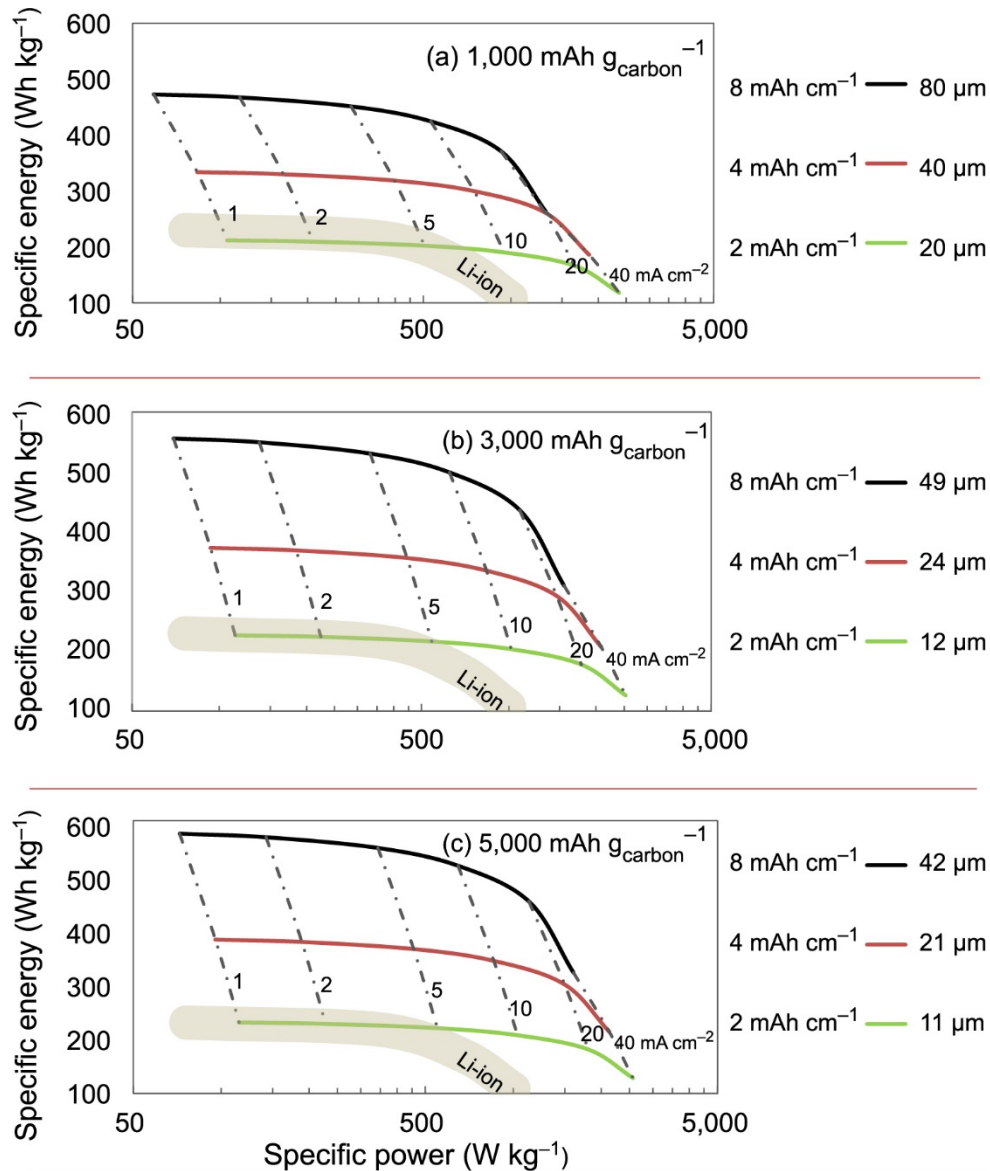 600
500
400
300
200
100
Specific energy (Wh kg⁻¹)
(a) 1,000 mAh g_carbon⁻¹
1
2
5
10
20
40 mA cm⁻²
Li-ion
50
500
5,000
8 mAh cm⁻¹ 80 µm
4 mAh cm⁻¹ 40 µm
2 mAh cm⁻¹ 20 µm
600
500
400
300
200
100
Specific energy (Wh kg⁻¹)
(b) 3,000 mAh g_carbon⁻¹
1
2
5
10
20
40 mA cm⁻²
Li-ion
50
500
5,000
8 mAh cm⁻¹ 49 µm
4 mAh cm⁻¹ 24 µm
2 mAh cm⁻¹ 12 µm
600
500
400
300
200
100
Specific energy (Wh kg⁻¹)
(c) 5,000 mAh g_carbon⁻¹
1
2
5
10
20
40 mA cm⁻²
Li-ion
50
500
5,000
Specific power (W kg⁻¹)
8 mAh cm⁻¹ 42 µm
4 mAh cm⁻¹ 21 µm
2 mAh cm⁻¹ 11 µm